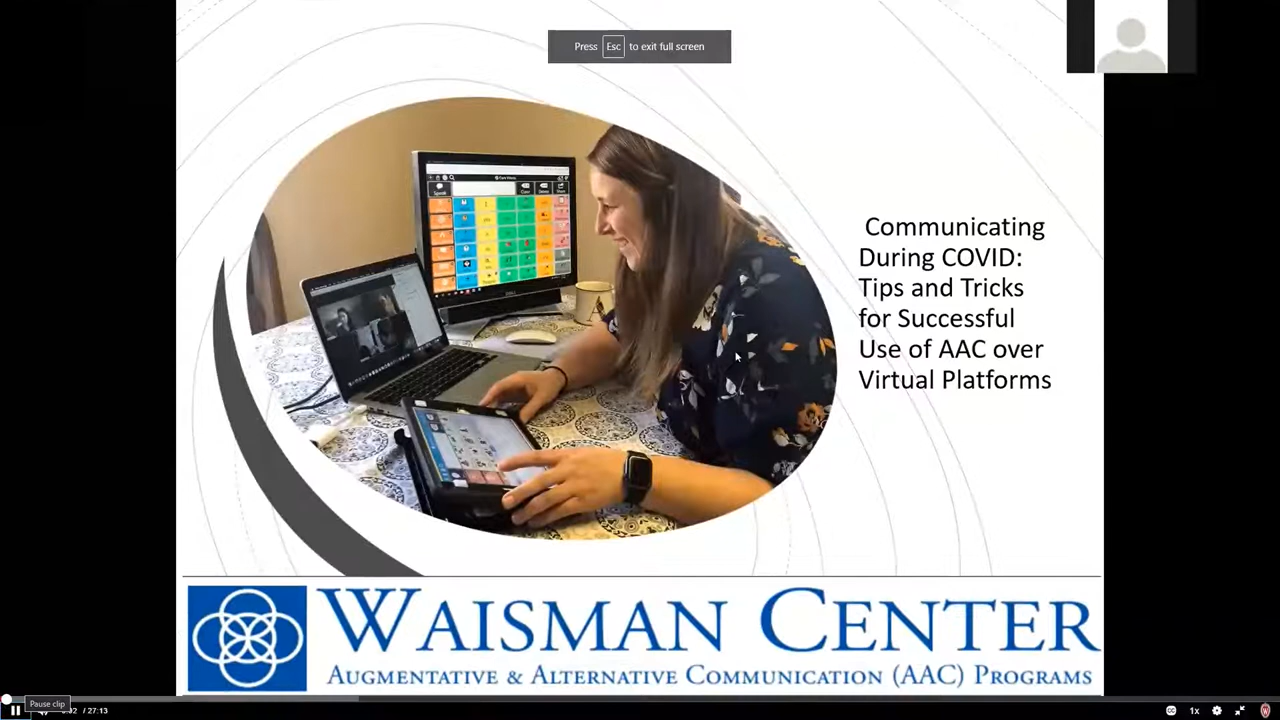 Press Esc to exit full screen
Communicating
During COVID:
Tips and Tricks
for Successful
Use of AAC over
Virtual Platforms
WAISMAN CENTER
AUGMENTATIVE & ALTERNATIVE COMMUNICATION (AAC) PROGRAMS
Pause clip
/ 27:13
1x